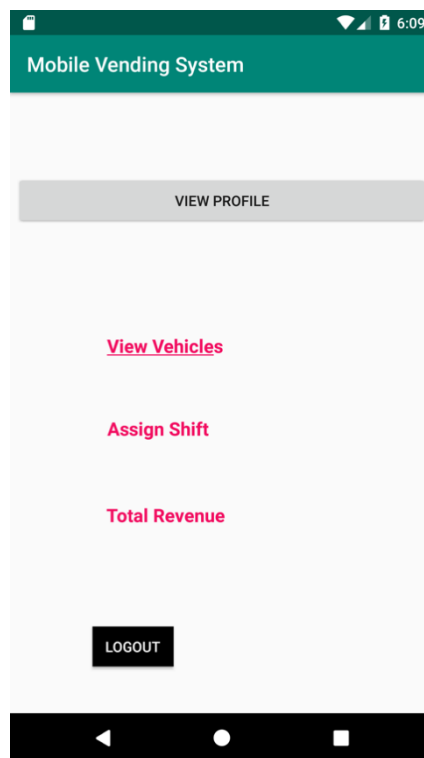 6:09
Mobile Vending System
VIEW PROFILE
View Vehicles
Assign Shift
Total Revenue
LOGOUT